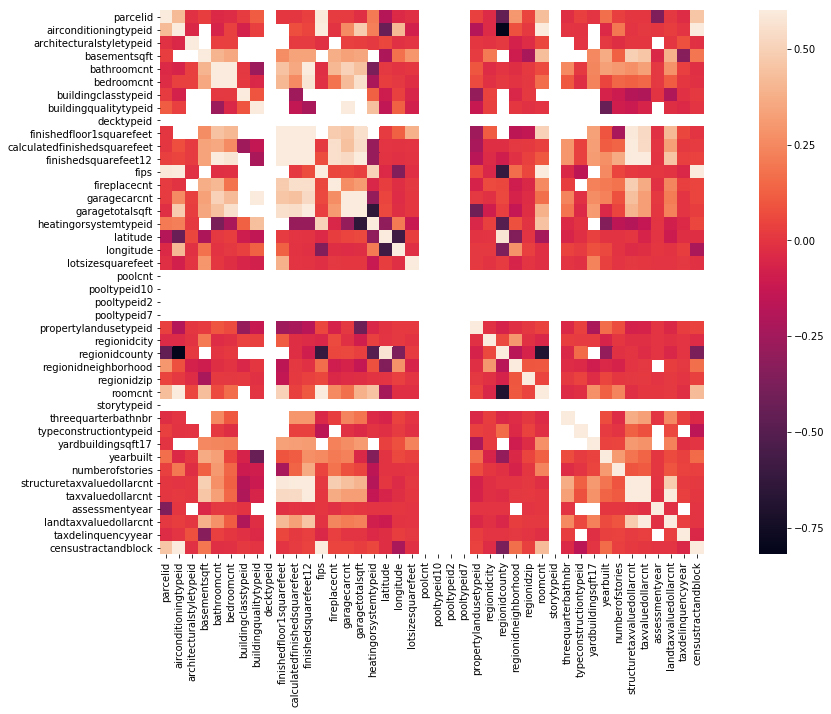 parcelid
airconditioningtypeid
architecturalstyletypeid
basementsqft
bathroomcnt
bedroomcnt
buildingclasstypeid
buildingqualitytypeid
decktypeid
finishedfloor1squarefeet
calculatedfinishedsquarefeet
finishedsquarefeet12
fips
fireplacecnt
garagecarcnt
garagetotalsqft
heatingorsystemtypeid
latitude
longitude
lotsizesquarefeet
poolcnt
pooltypeid10
pooltypeid2
pooltypeid7
propertylandusetypeid
regionidcity
regionidcounty
regionidneighborhood
regionidzip
roomcnt
storytypeid
threequarterbathnbr
typeconstructiontypeid
yardbuildingsqft17
yearbuilt
numberofstories
structuretaxvaluedollarcnt
taxvaluedollarcnt
assessmentyear
landtaxvaluedollarcnt
taxdelinquencyyear
censustractandblock
parcelid
airconditioningtypeid
architecturalstyletypeid
basementsqft
bathroomcnt
bedroomcnt
buildingclasstypeid
buildingqualitytypeid
decktypeid
finishedfloor1squarefeet
calculatedfinishedsquarefeet
finishedsquarefeet12
fips
fireplacecnt
garagecarcnt
garagetotalsqft
heatingorsystemtypeid
latitude
longitude
lotsizesquarefeet
poolcnt
pooltypeid10
pooltypeid2
pooltypeid7
propertylandusetypeid
regionidcity
regionidcounty
regionidneighborhood
regionidzip
roomcnt
storytypeid
threequarterbathnbr
typeconstructiontypeid
yardbuildingsqft17
yearbuilt
numberofstories
structuretaxvaluedollarcnt
taxvaluedollarcnt
assessmentyear
landtaxvaluedollarcnt
taxdelinquencyyear
censustractandblock
0.50
0.25
0.00
−0.25
−0.50
−0.75